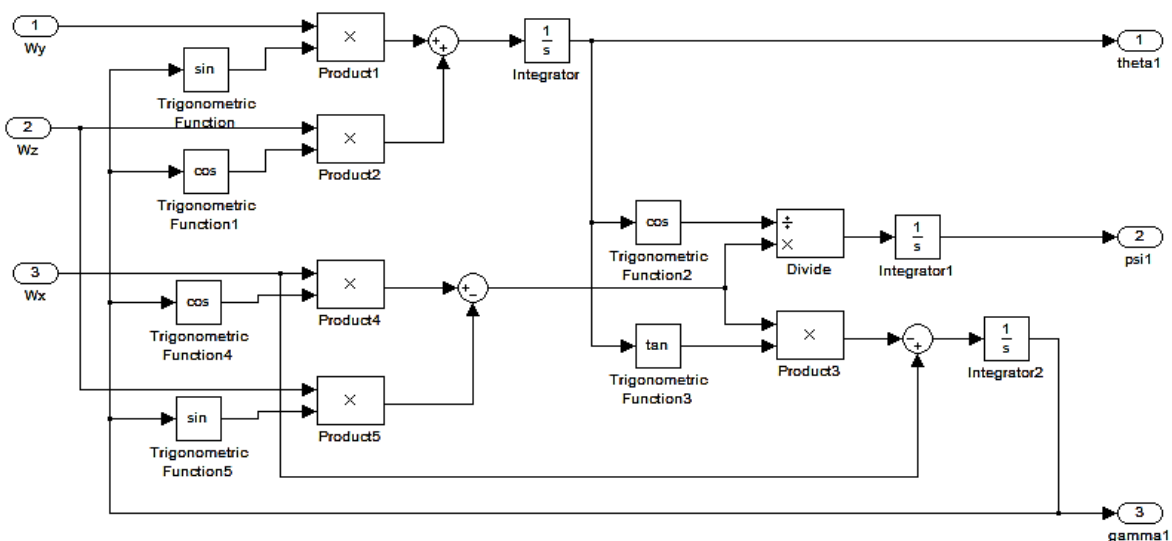 1
Wy
sin
Trigonometric
Function
×
Product1
+
+
1
s
Integrator
1
theta1
2
Wz
cos
Trigonometric
Function1
×
Product2
cos
Trigonometric
Function2
÷
×
Divide
1
s
Integrator1
2
psi1
3
Wx
cos
Trigonometric
Function4
×
Product4
+
−
tan
Trigonometric
Function3
×
Product3
−
+
1
s
Integrator2
sin
Trigonometric
Function5
×
Product5
3
gamma1